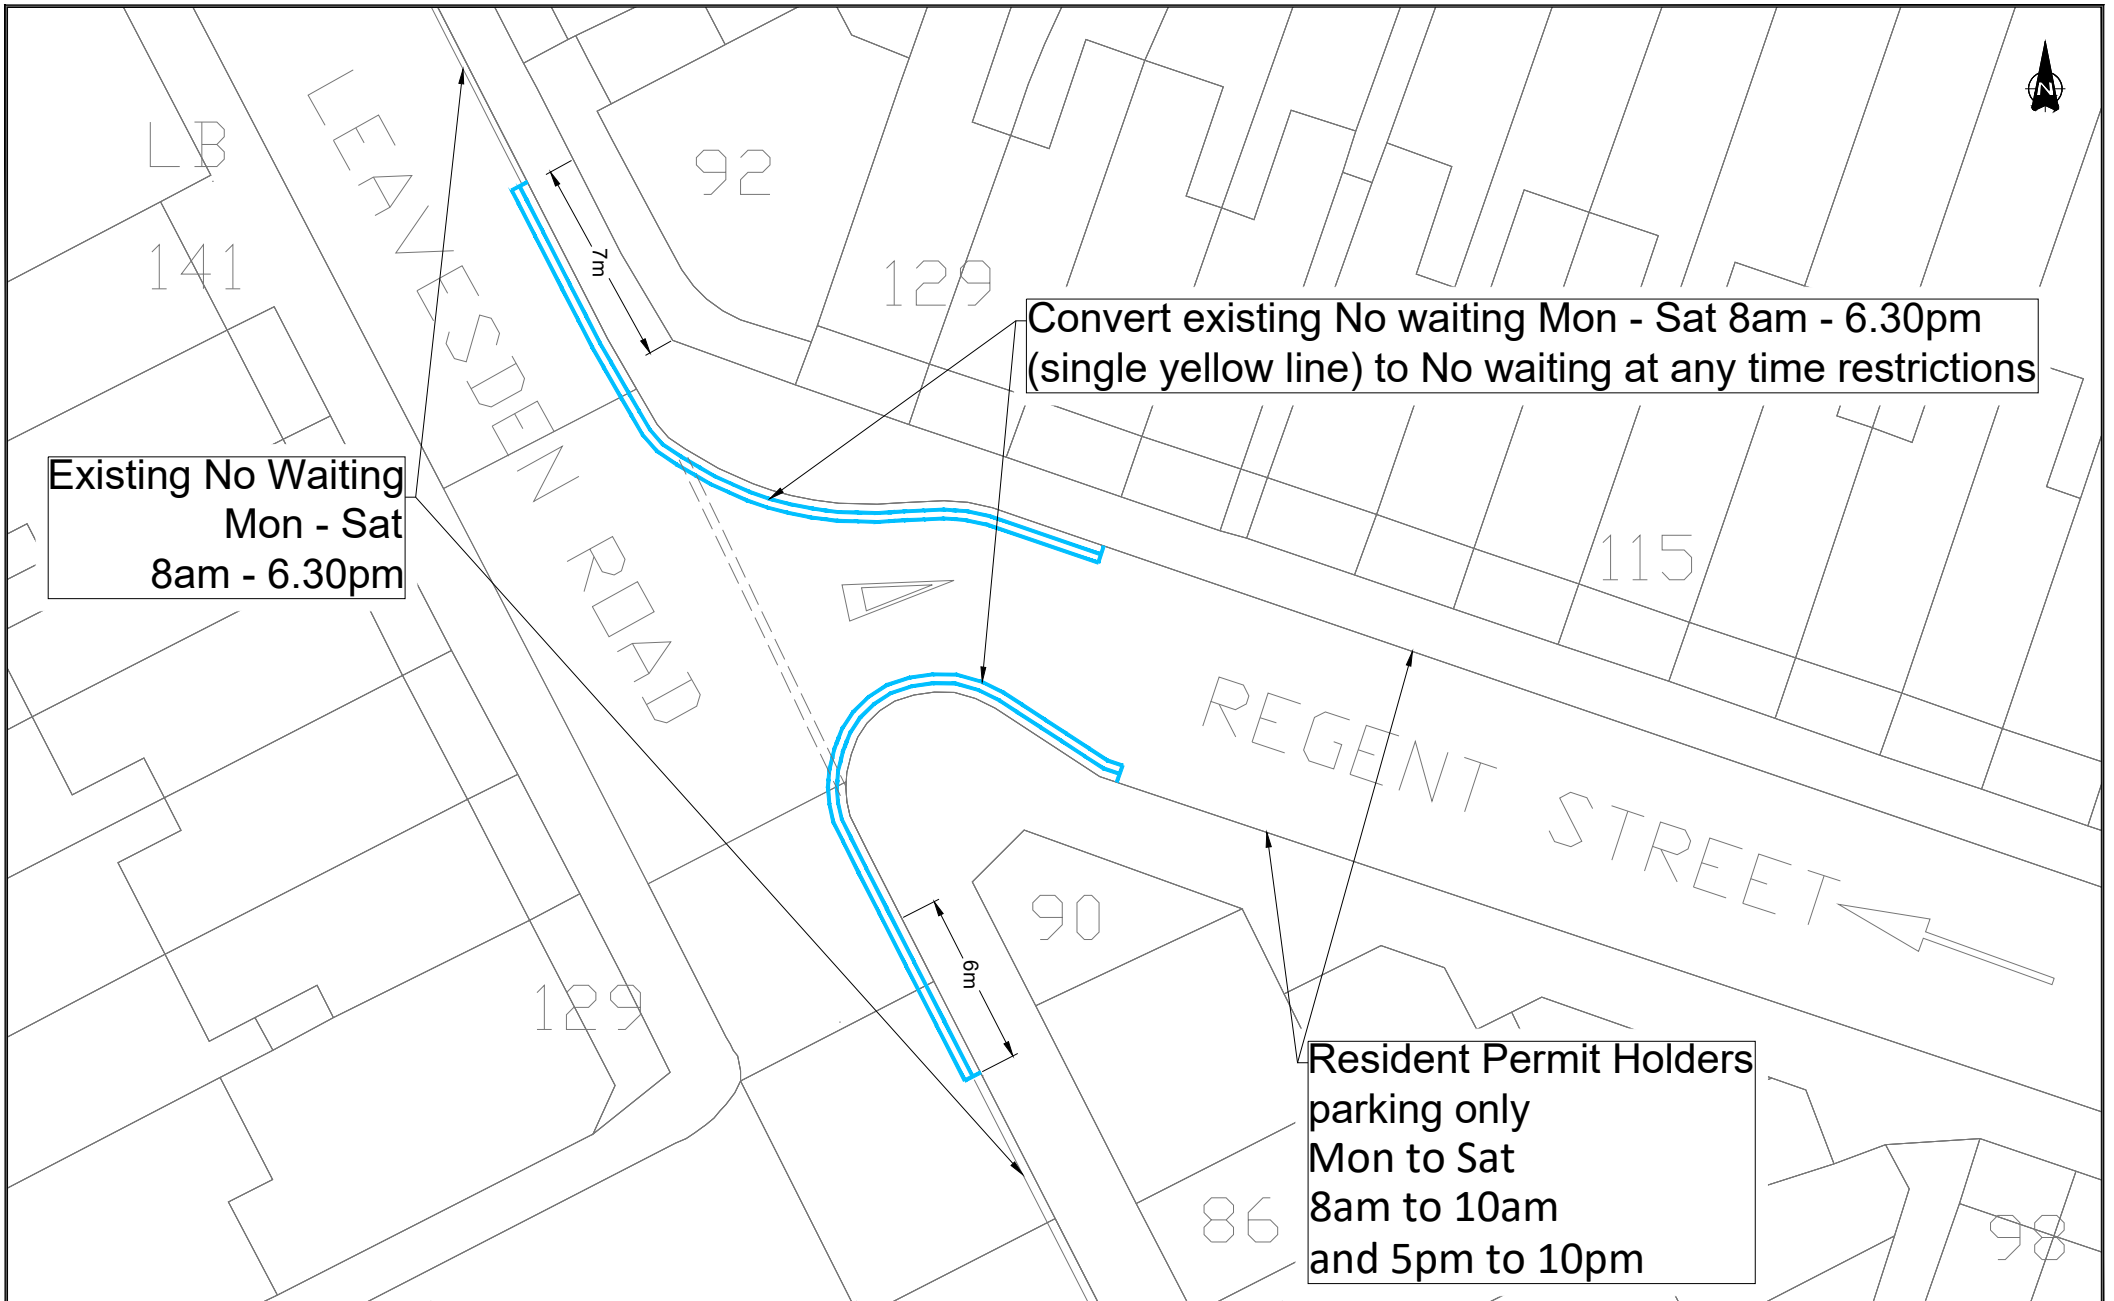 N
LB
92
141
129
7m
LEAVESDEN ROAD
Convert existing No waiting Mon - Sat 8am - 6.30pm
(single yellow line) to No waiting at any time restrictions
Existing No Waiting
Mon - Sat
8am - 6.30pm
115
REGENT STREET
90
6m
129
Resident Permit Holders
parking only
Mon to Sat
8am to 10am
and 5pm to 10pm
86
98